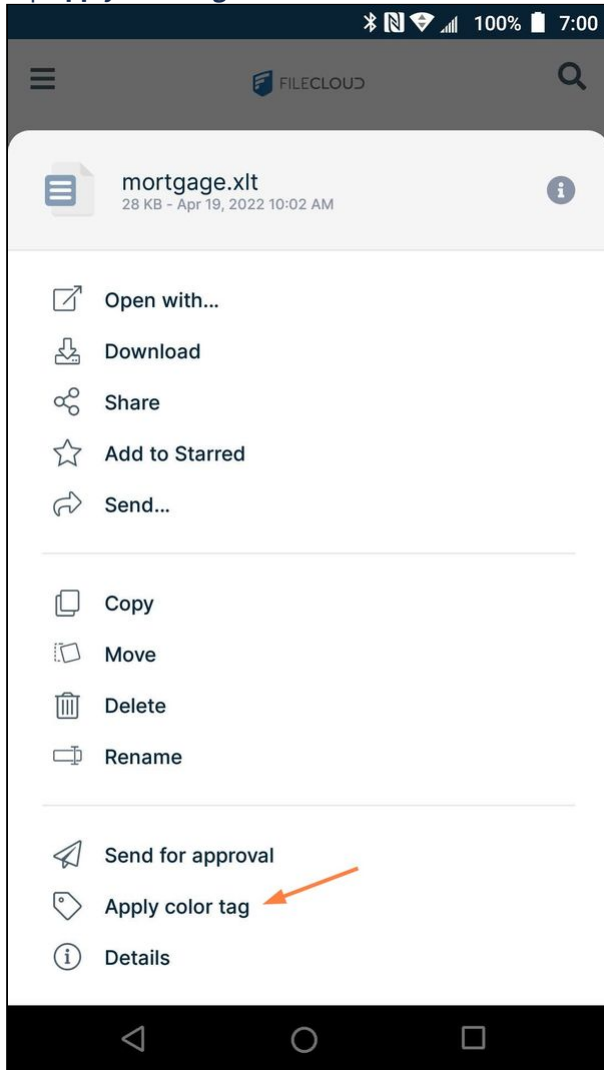 100% 7:00
FILECLOUD
mortgage.xlt
28 KB - Apr 19, 2022 10:02 AM
Open with...
Download
Share
Add to Starred
Send...
Copy
Move
Delete
Rename
Send for approval
Apply color tag
Details